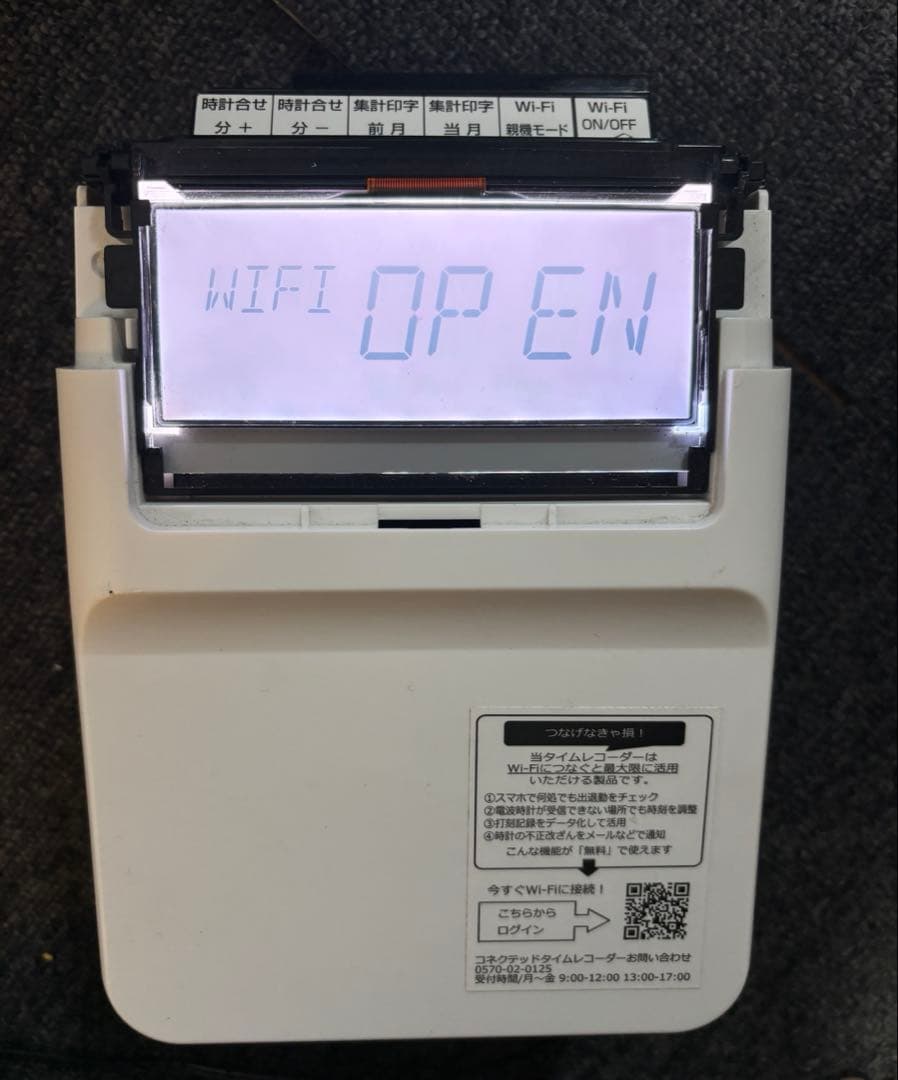 時計合せ 時計合せ 集計印字 集計印字 Wi-Fi Wi-Fi
分 + 分 − 前 月 当 月 親機モード ON/OFF
WIFI OPEN
つなげなきゃ損！
当タイムレコーダーは
Wi-Fiにつなぐと最大限に活用
いただける製品です。
①スマホで何処でも出退勤をチェック
②電波時計が受信できない場所でも時刻を調整
③打刻記録をデータ化して活用
④時計の不正改ざんをメールなどで通知
こんな機能が「無料」で使えます
今すぐWi-Fiに接続！
こちらから
ログイン
コネクテッドタイムレコーダーお問い合わせ
0570-02-0125
受付時間/月～金 9:00-12:00 13:00-17:00